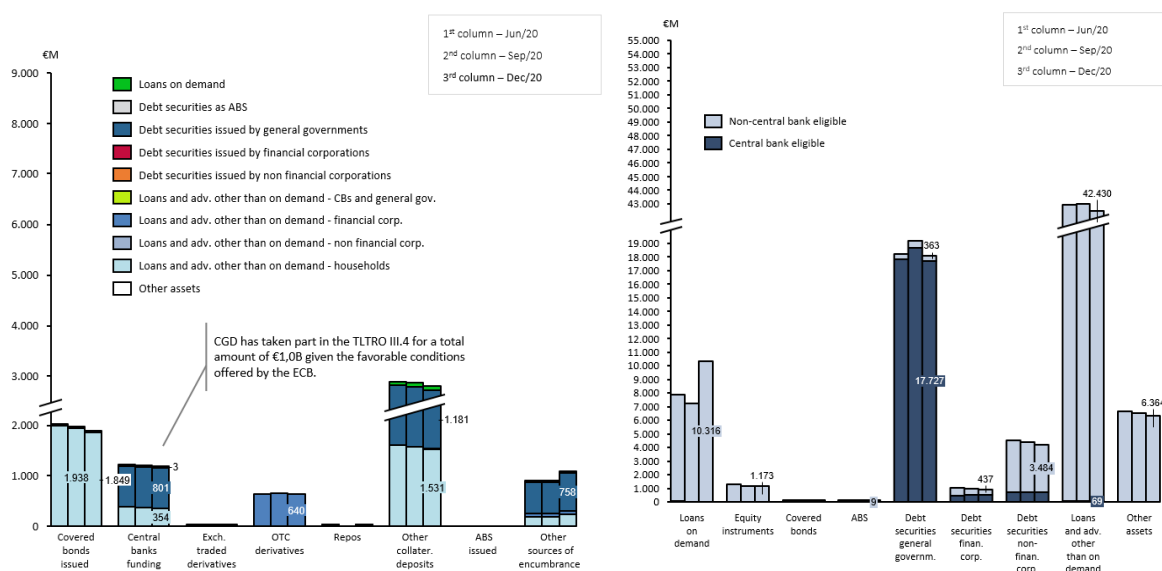 €M
1st column – Jun/20
2nd column – Sep/20
3rd column – Dec/20
9.000
8.000
7.000
6.000
5.000
4.000
3.000
2.000
1.000
0
Loans on demand
Debt securities as ABS
Debt securities issued by general governments
Debt securities issued by financial corporations
Debt securities issued by non financial corporations
Loans and adv. other than on demand - CBs and general gov.
Loans and adv. other than on demand - financial corp.
Loans and adv. other than on demand - non financial corp.
Loans and adv. other than on demand - households
Other assets
CGD has taken part in the TLTRO III.4 for a total
amount of €1,0B given the favorable conditions
offered by the ECB.
1.938
1.849
3
801
354
640
1.181
1.531
758
Covered
bonds
issued
Central
banks
funding
Exch.
traded
derivatives
OTC
derivatives
Repos
Other
collater.
deposits
ABS
issued
Other
sources of
encumbrance
€M
1st column – Jun/20
2nd column – Sep/20
3rd column – Dec/20
55.000
54.000
53.000
52.000
51.000
50.000
49.000
48.000
47.000
46.000
45.000
44.000
43.000
19.000
18.000
17.000
16.000
15.000
14.000
13.000
12.000
11.000
10.000
9.000
8.000
7.000
6.000
5.000
4.000
3.000
2.000
1.000
0
Non-central bank eligible
Central bank eligible
10.316
1.173
9
363
17.727
437
3.484
42.430
69
6.364
Loans
on
demand
Equity
instruments
Covered
bonds
ABS
Debt
securities
general
governm.
Debt
securities
finan.
corp.
Debt
securities
non-
finan.
corp.
Loans
and adv.
other
than on
demand
Other
assets